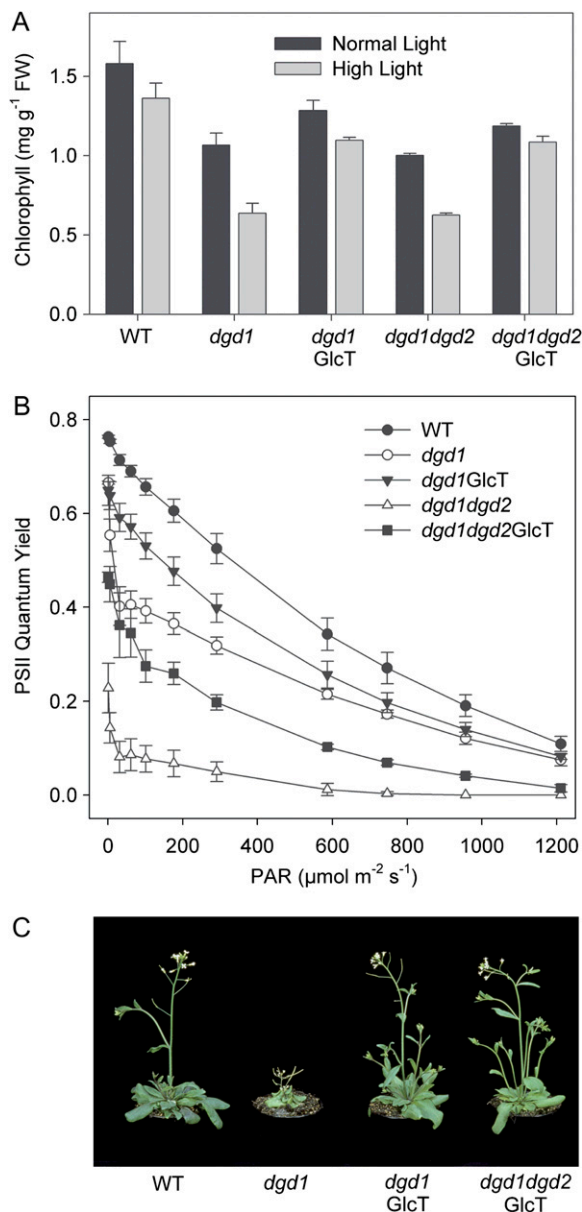 A
Normal Light
High Light
Chlorophyll (mg g⁻¹ FW)
1.5
1.0
0.5
0.0
WT
dgd1
dgd1
GlcT
dgd1dgd2
dgd1dgd2
GlcT
B
WT
dgd1
dgd1GlcT
dgd1dgd2
dgd1dgd2GlcT
PSII Quantum Yield
0.8
0.6
0.4
0.2
0.0
0
200
400
600
800
1000
1200
PAR (μmol m⁻² s⁻¹)
C
WT
dgd1
dgd1
GlcT
dgd1dgd2
GlcT